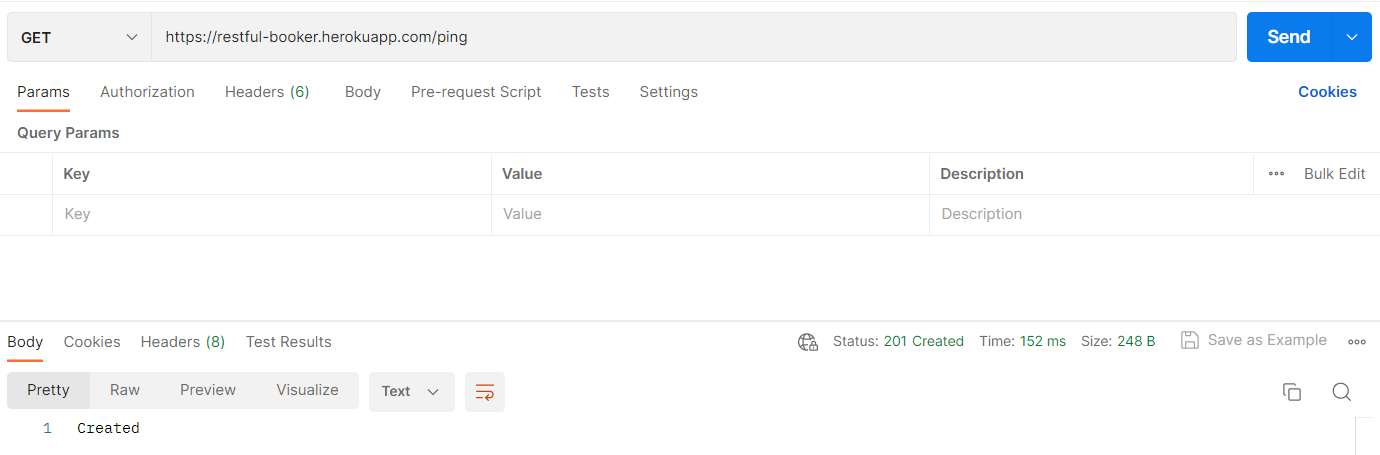 GET https://restful-booker.herokuapp.com/ping Send
Params Authorization Headers (6) Body Pre-request Script Tests Settings Cookies
Query Params
Key Value Description Bulk Edit
Key Value Description
Body Cookies Headers (8) Test Results Status: 201 Created Time: 152 ms Size: 248 B Save as Example
Pretty Raw Preview Visualize Text
1 Created